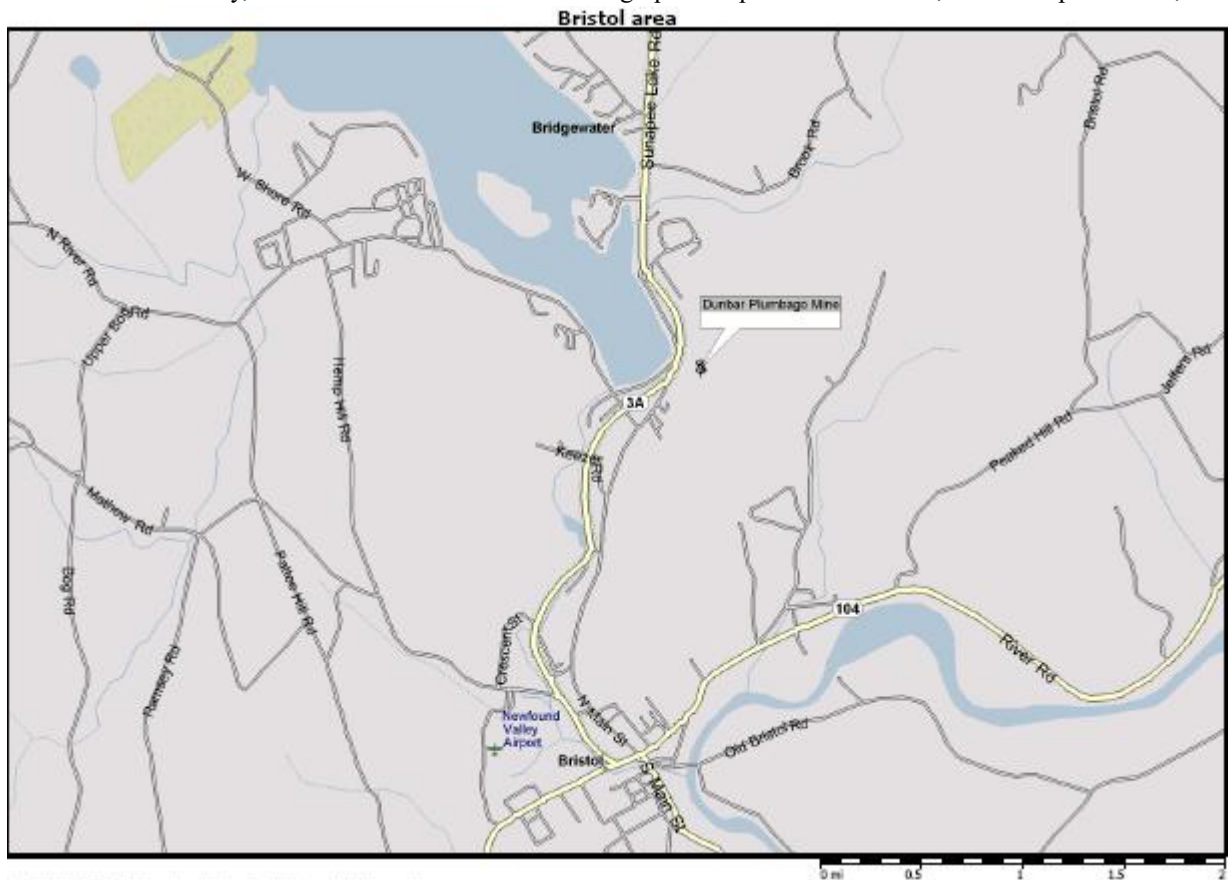 Bristol area
Sunapee Lake Rd
Bridgewater
Bristol Rd
Brook Rd
W Shore Rd
N River Rd
Dunbar Plumbago Mine
Upper Bog Rd
Hemp Hill Rd
Jeffers Rd
3A
Peaked Hill Rd
Keezer Rd
Mathew Rd
Bog Rd
Pattee Hill Rd
104
River Rd
Crescent St
Ramsey Rd
N Main St
Newfound
Valley
Airport
Old Bristol Rd
Bristol
S Main St
0 mi 0.5 1 1.5 2